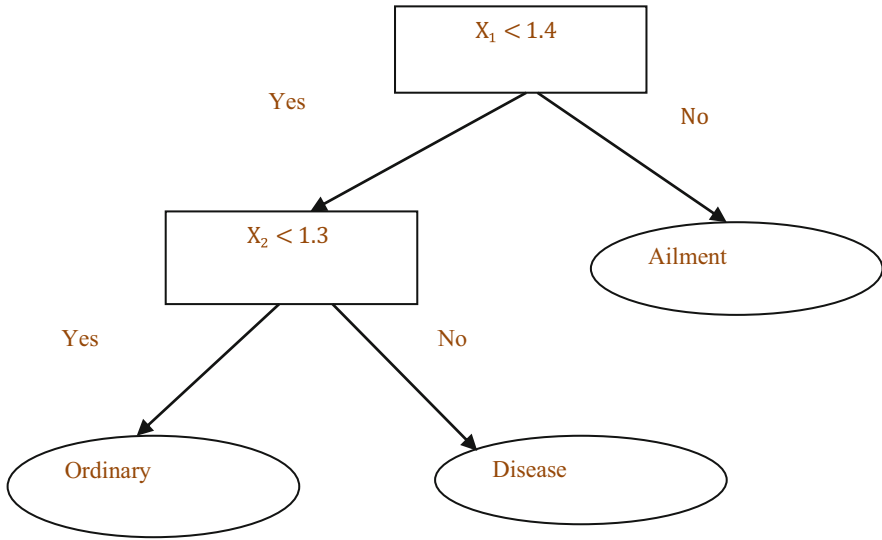 X₁ < 1.4
Yes
No
X₂ < 1.3
Ailment
Yes
No
Ordinary
Disease